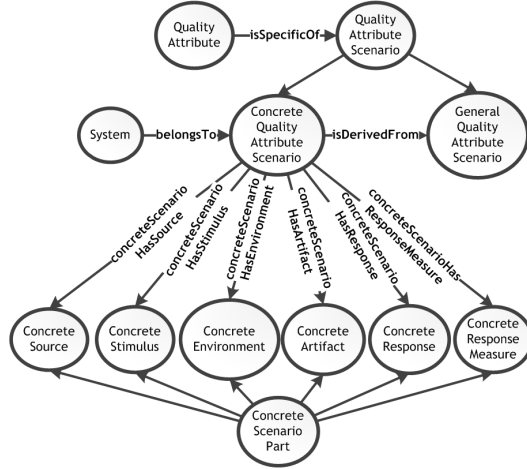 Quality
Attribute
isSpecificOf
Quality
Attribute
Scenario
System
belongsTo
Concrete
Quality
Attribute
Scenario
isDerivedFrom
General
Quality
Attribute
Scenario
concreteScenario
HasSource
concreteScenario
HasStimulus
concreteScenario
HasEnvironment
concreteScenario
HasArtifact
concreteScenario
HasResponse
concreteScenarioHas
ResponseMeasure
Concrete
Source
Concrete
Stimulus
Concrete
Environment
Concrete
Artifact
Concrete
Response
Concrete
Response
Measure
Concrete
Scenario
Part